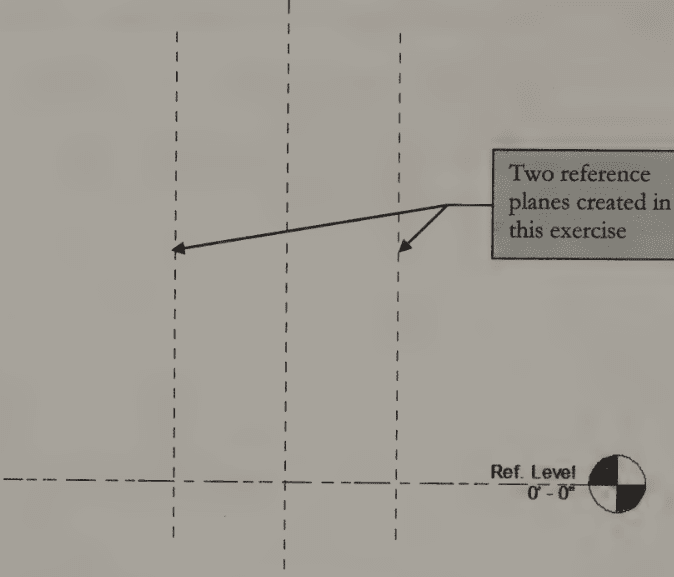 Two reference
planes created in
this exercise
Ref. Level
0' - 0"